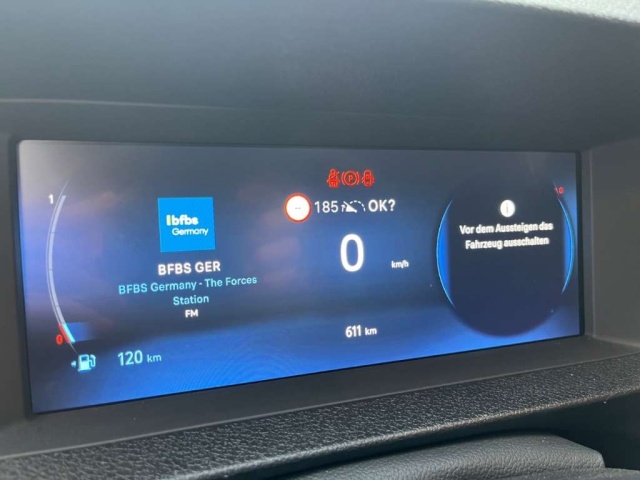 1
bfbs
Germany
BFBS GER
BFBS Germany - The Forces
Station
FM
0
120 km
P
185 OK?
0 km/h
611 km
Vor dem Aussteigen das
Fahrzeug ausschalten